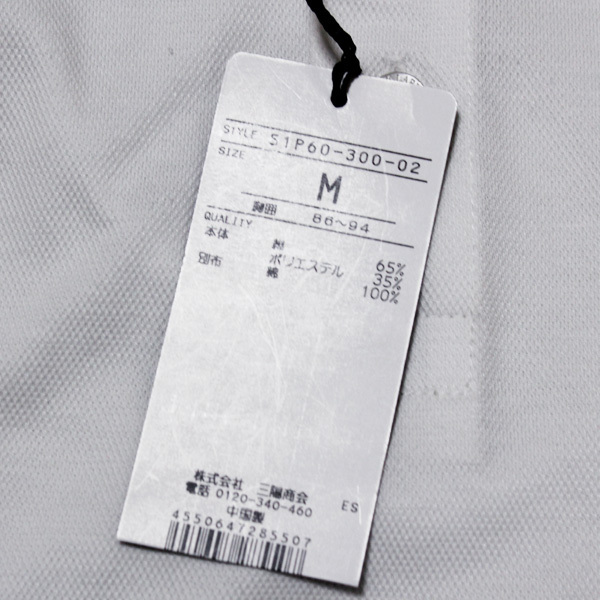 STYLE S1P60-300-02
SIZE
M
胸囲 86~94
QUALITY
本体 綿 65%
ポリエステル 35%
別布 綿 100%
株式会社 三陽商会
電話 0120-340-460 ES
中国製
4550647285507